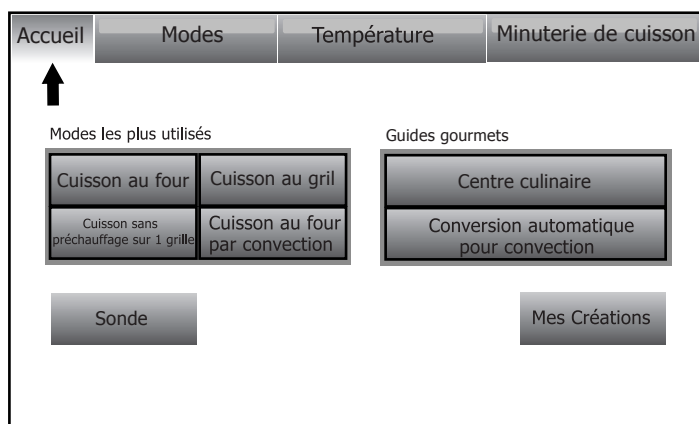 Accueil
Modes
Température
Minuterie de cuisson
Modes les plus utilisés
Guides gourmets
Cuisson au four
Cuisson au gril
Centre culinaire
Cuisson sans
préchauffage sur 1 grille
Cuisson au four
par convection
Conversion automatique
pour convection
Sonde
Mes Créations